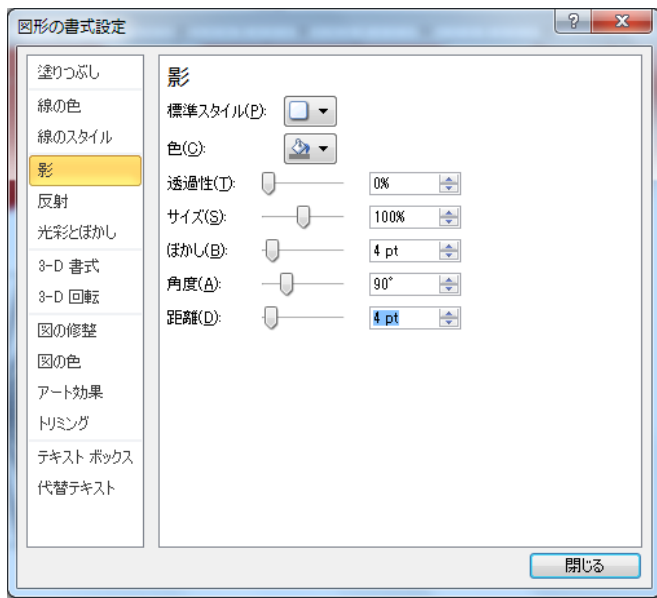 図形の書式設定
塗りつぶし
線の色
線のスタイル
影
反射
光彩とぼかし
3-D 書式
3-D 回転
図の修整
図の色
アート効果
トリミング
テキスト ボックス
代替テキスト
影
標準スタイル(P):
色(C):
透過性(T): 0%
サイズ(S): 100%
ぼかし(B): 4 pt
角度(A): 90°
距離(D): 4 pt
閉じる